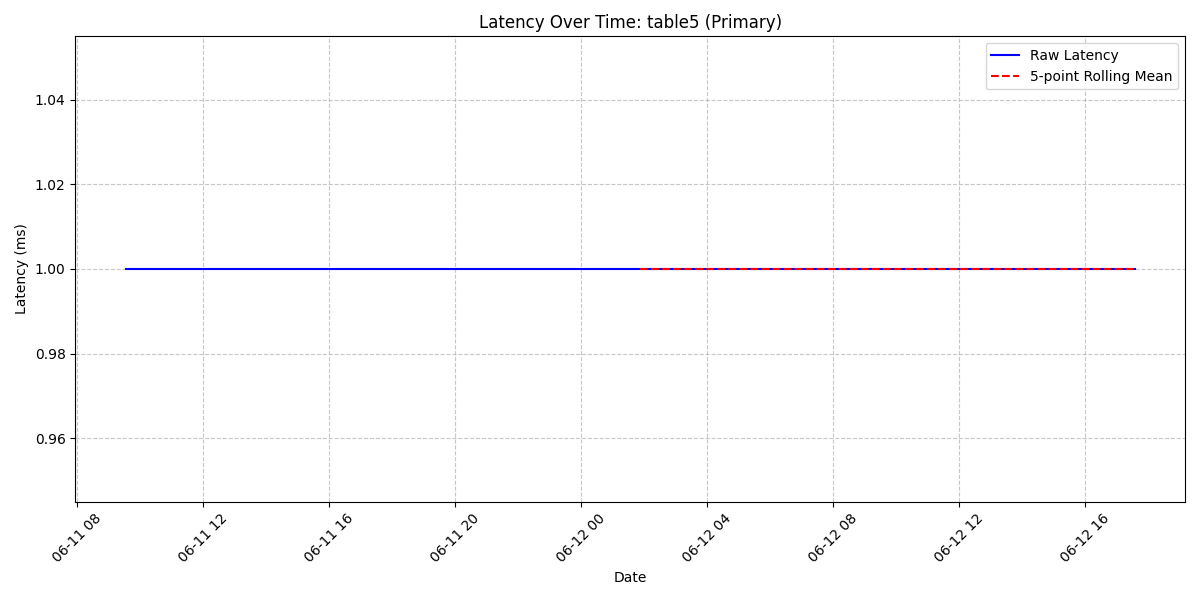 Latency Over Time: table5 (Primary)
Raw Latency
5-point Rolling Mean
Latency (ms)
1.04
1.02
1.00
0.98
0.96
06-11 08
06-11 12
06-11 16
06-11 20
06-12 00
06-12 04
06-12 08
06-12 12
06-12 16
Date